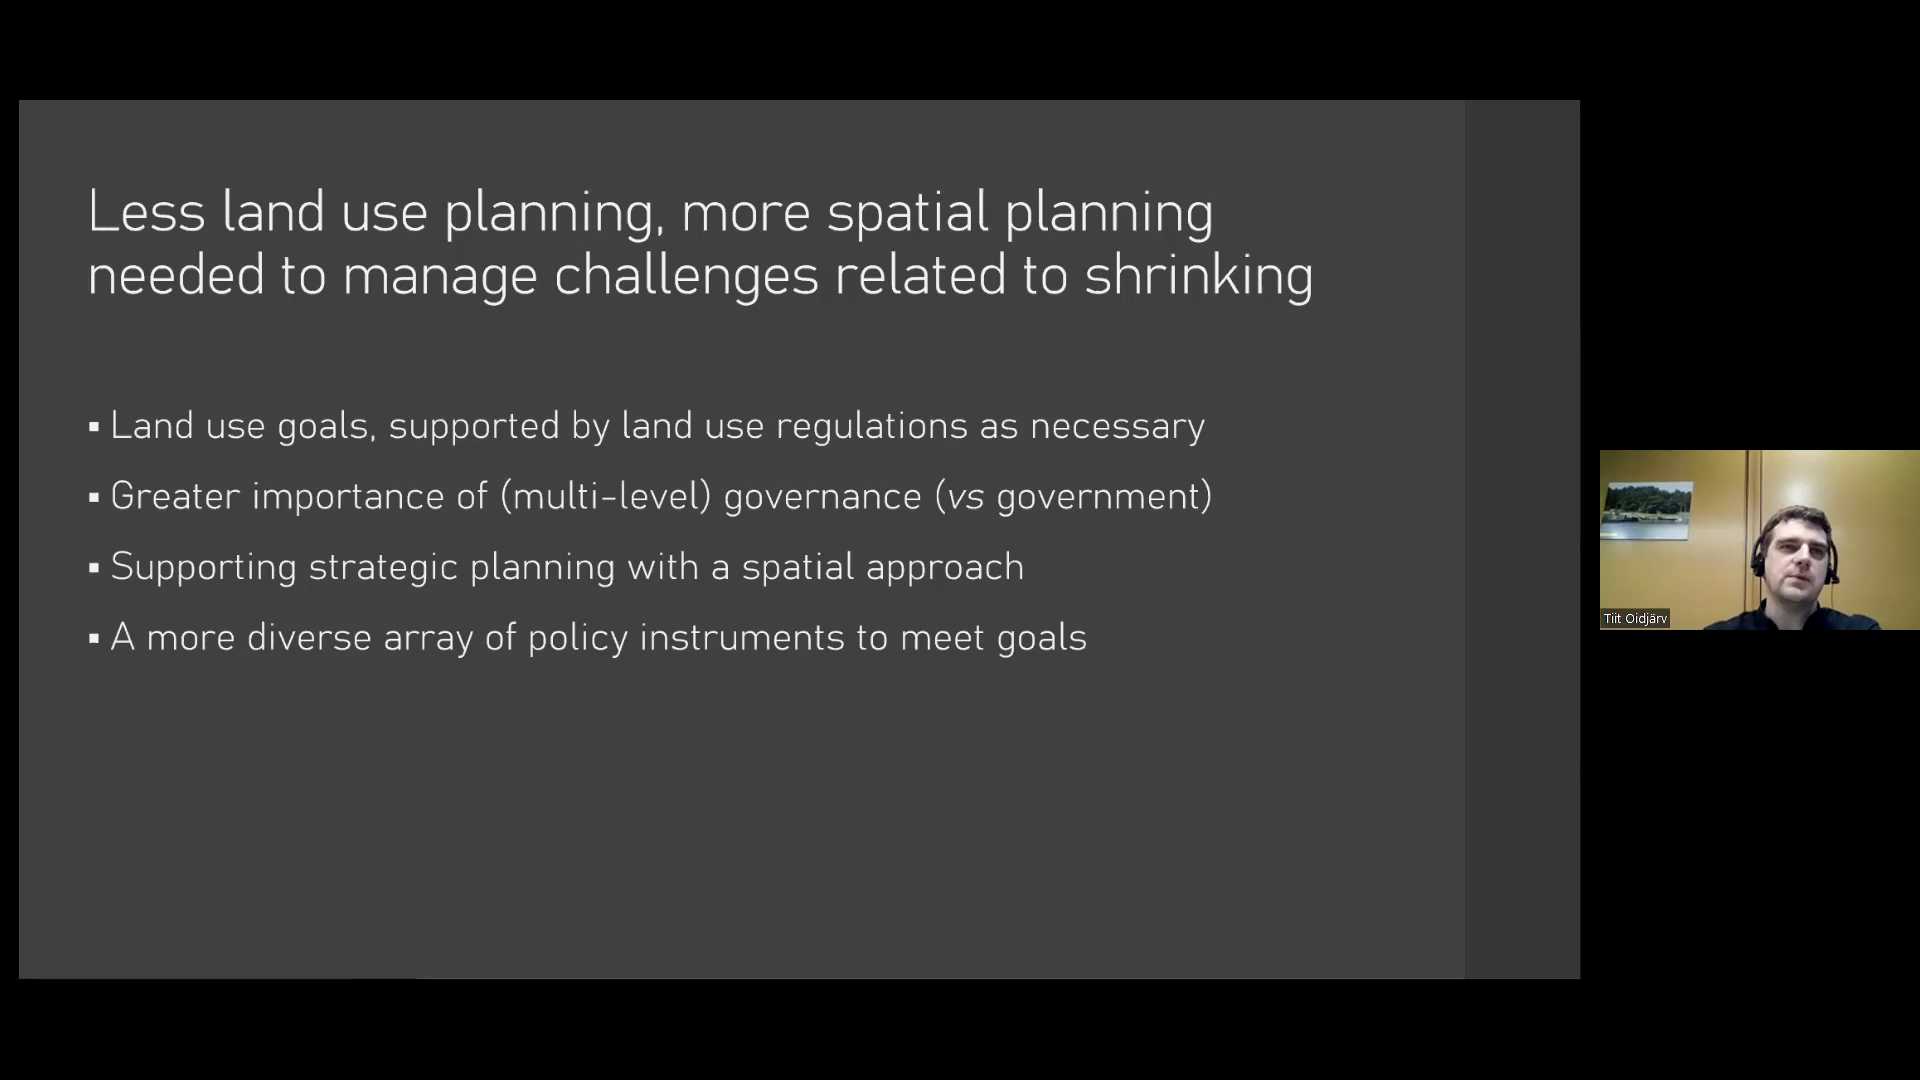 Less land use planning, more spatial planning
needed to manage challenges related to shrinking
▪ Land use goals, supported by land use regulations as necessary
▪ Greater importance of (multi-level) governance (vs government)
▪ Supporting strategic planning with a spatial approach
▪ A more diverse array of policy instruments to meet goals
Tiit Oidjärv